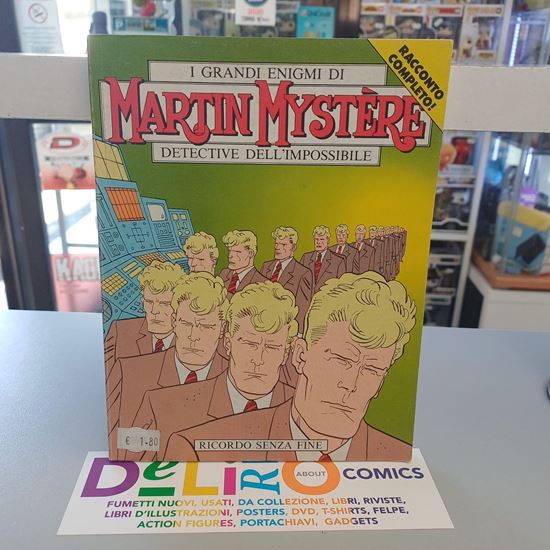 I GRANDI ENIGMI DI
MARTIN MYSTÈRE
DETECTIVE DELL'IMPOSSIBILE
RACCONTO
COMPLETO!
€ 1.80
RICORDO SENZA FINE
DeLiRO ABOUT COMICS
FUMETTI NUOVI, USATI, DA COLLEZIONE, LIBRI, RIVISTE,
LIBRI D'ILLUSTRAZIONI, POSTERS, DVD, T-SHIRTS, FELPE,
ACTION FIGURES, PORTACHIAVI, GADGETS